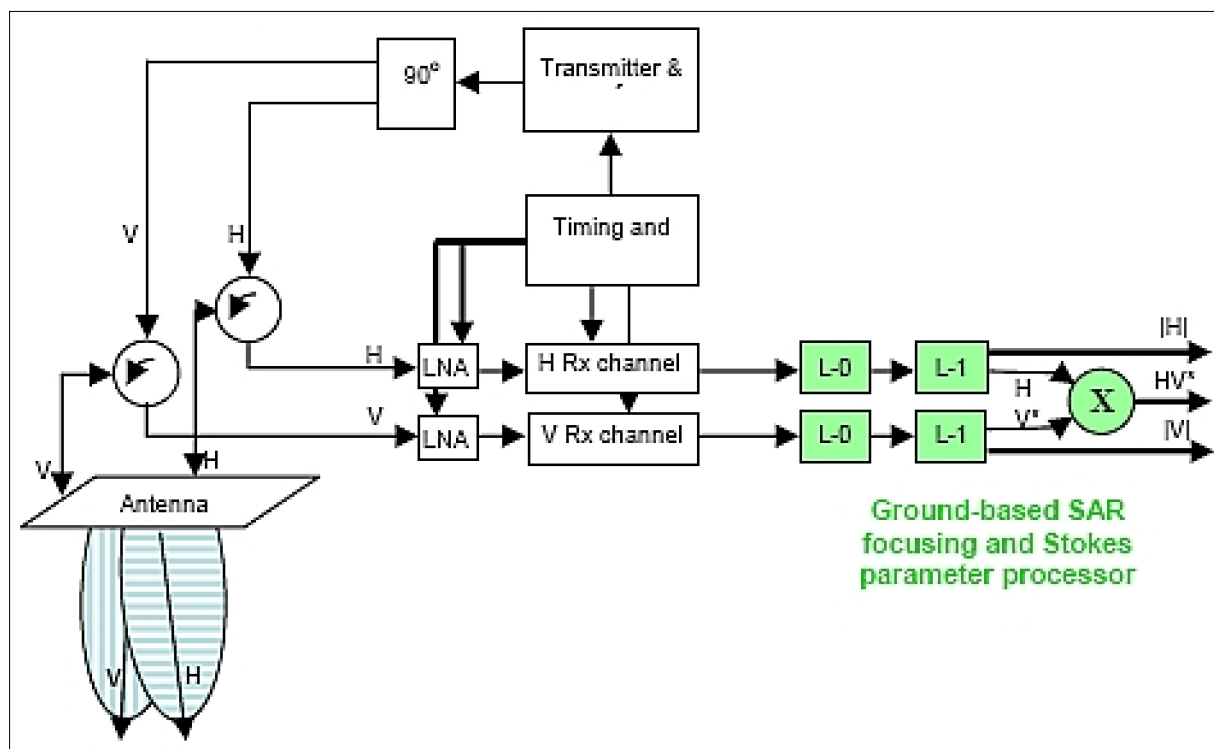 90°
Transmitter &
Timing and
V
H
H
LNA
H Rx channel
L-0
L-1
|H|
H
HV*
V
LNA
V Rx channel
L-0
L-1
V*
|V|
V
H
Antenna
V
H
X
Ground-based SAR
focusing and Stokes
parameter processor